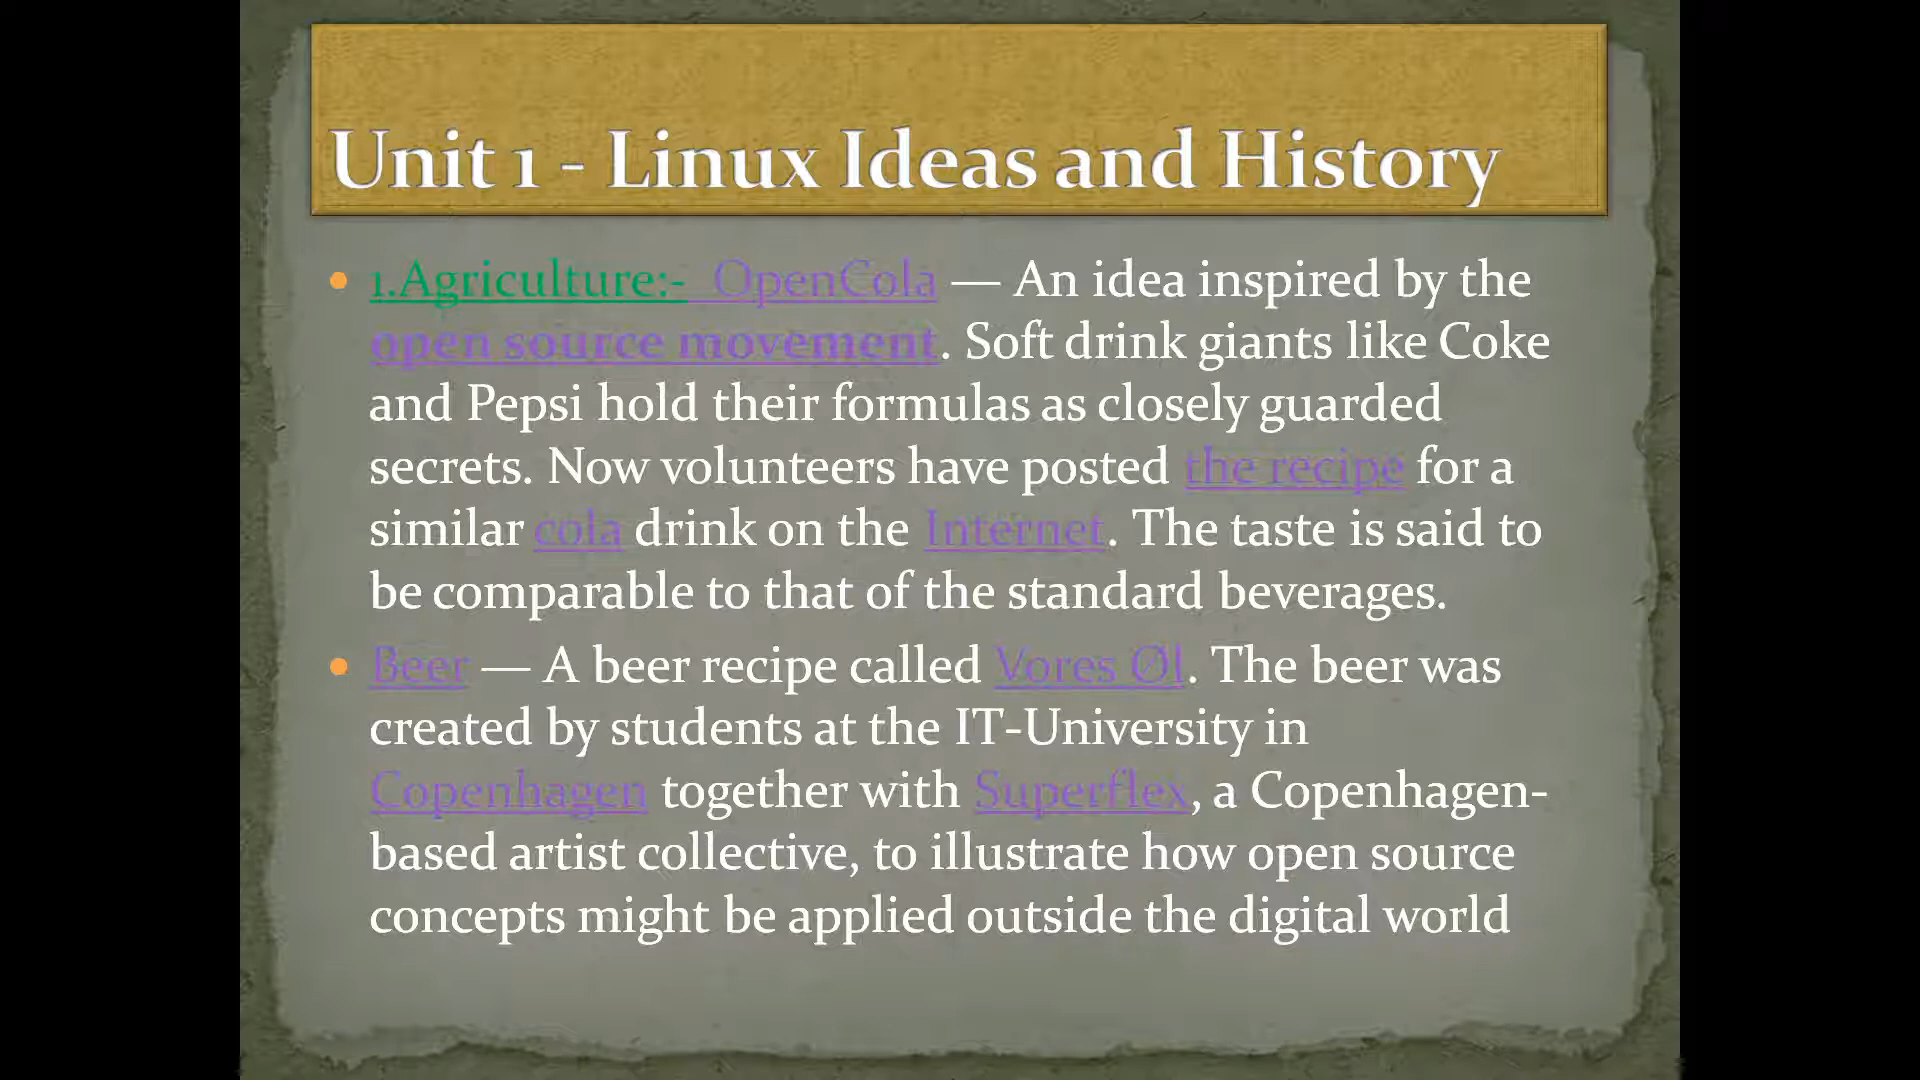 Unit 1 - Linux Ideas and History
1.Agriculture:- OpenCola — An idea inspired by the
open source movement. Soft drink giants like Coke
and Pepsi hold their formulas as closely guarded
secrets. Now volunteers have posted the recipe for a
similar cola drink on the Internet. The taste is said to
be comparable to that of the standard beverages.
Beer — A beer recipe called Vores Øl. The beer was
created by students at the IT-University in
Copenhagen together with Superflex, a Copenhagen-
based artist collective, to illustrate how open source
concepts might be applied outside the digital world